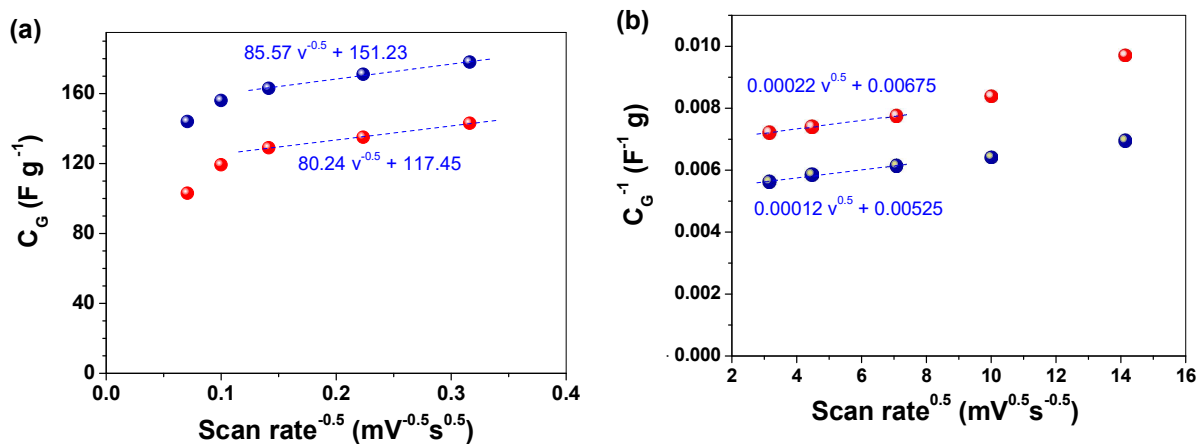 (a)
85.57 v^-0.5 + 151.23
80.24 v^-0.5 + 117.45
C_G (F g^-1)
160
120
80
40
0
0.0 0.1 0.2 0.3 0.4
Scan rate^-0.5 (mV^-0.5s^0.5)
(b)
0.00022 v^0.5 + 0.00675
0.00012 v^0.5 + 0.00525
C_G^-1 (F^-1 g)
0.010
0.008
0.006
0.004
0.002
0.000
2 4 6 8 10 12 14 16
Scan rate^0.5 (mV^0.5s^-0.5)